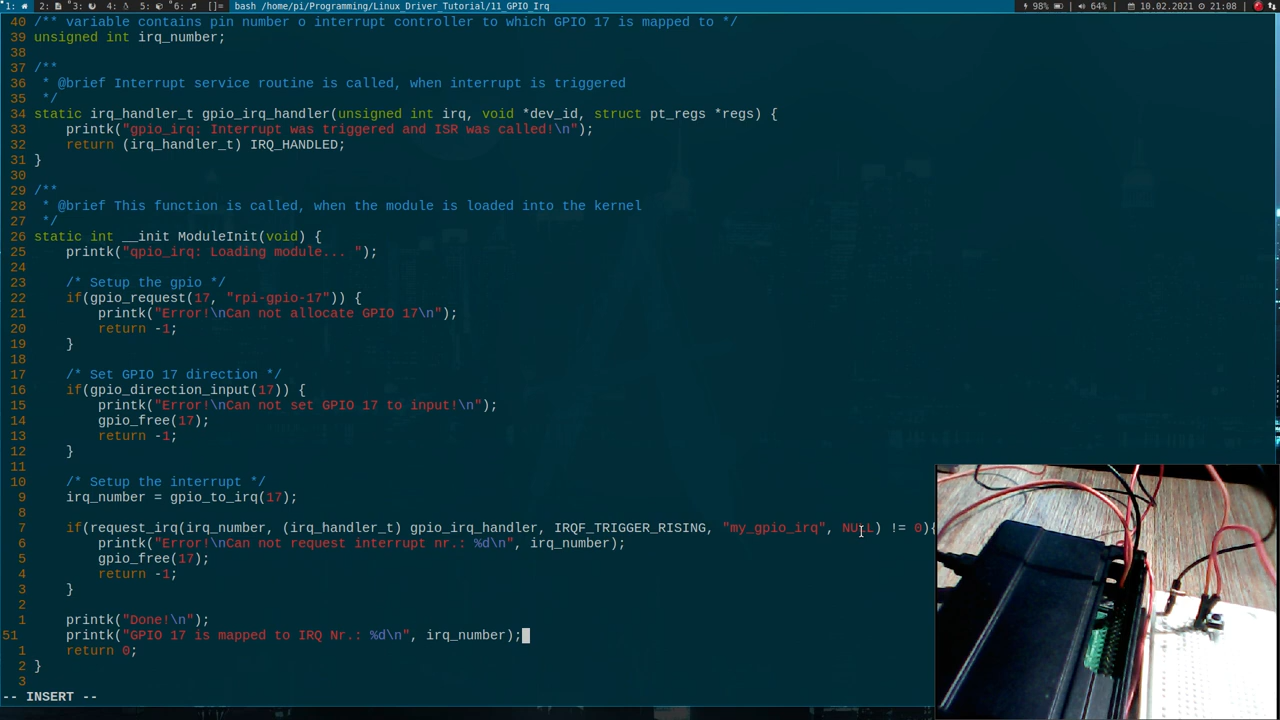 1: 2: 3: 4: 5: 6: []= bash /home/pi/Programming/Linux_Driver_Tutorial/11_GPIO_Irq 98% 64% 10.02.2021 21:08
40 /** variable contains pin number o interrupt controller to which GPIO 17 is mapped to */
39 unsigned int irq_number;
38
37 /**
36  * @brief Interrupt service routine is called, when interrupt is triggered
35  */
34 static irq_handler_t gpio_irq_handler(unsigned int irq, void *dev_id, struct pt_regs *regs) {
33     printk("gpio_irq: Interrupt was triggered and ISR was called!\n");
32     return (irq_handler_t) IRQ_HANDLED;
31 }
30
29 /**
28  * @brief This function is called, when the module is loaded into the kernel
27  */
26 static int __init ModuleInit(void) {
25     printk("qpio_irq: Loading module... ");
24
23     /* Setup the gpio */
22     if(gpio_request(17, "rpi-gpio-17")) {
21         printk("Error!\nCan not allocate GPIO 17\n");
20         return -1;
19     }
18
17     /* Set GPIO 17 direction */
16     if(gpio_direction_input(17)) {
15         printk("Error!\nCan not set GPIO 17 to input!\n");
14         gpio_free(17);
13         return -1;
12     }
11
10     /* Setup the interrupt */
9     irq_number = gpio_to_irq(17);
8
7     if(request_irq(irq_number, (irq_handler_t) gpio_irq_handler, IRQF_TRIGGER_RISING, "my_gpio_irq", NULL) != 0){
6         printk("Error!\nCan not request interrupt nr.: %d\n", irq_number);
5         gpio_free(17);
4         return -1;
3     }
2
1     printk("Done!\n");
51     printk("GPIO 17 is mapped to IRQ Nr.: %d\n", irq_number);
1     return 0;
2 }
3
-- INSERT --